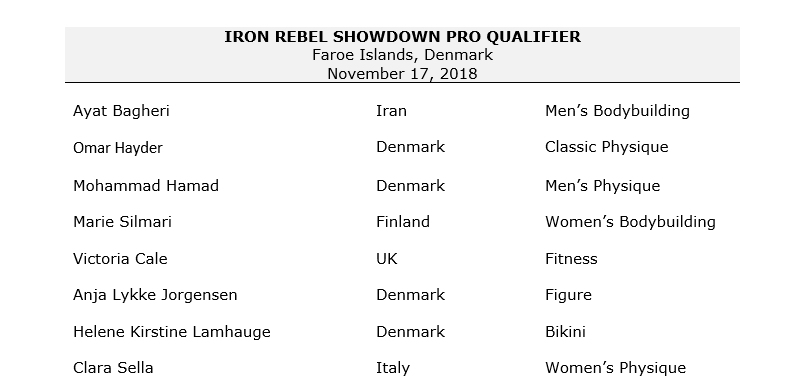 IRON REBEL SHOWDOWN PRO QUALIFIER
Faroe Islands, Denmark
November 17, 2018
Ayat Bagheri Iran Men’s Bodybuilding
Omar Hayder Denmark Classic Physique
Mohammad Hamad Denmark Men’s Physique
Marie Silmari Finland Women’s Bodybuilding
Victoria Cale UK Fitness
Anja Lykke Jorgensen Denmark Figure
Helene Kirstine Lamhauge Denmark Bikini
Clara Sella Italy Women’s Physique